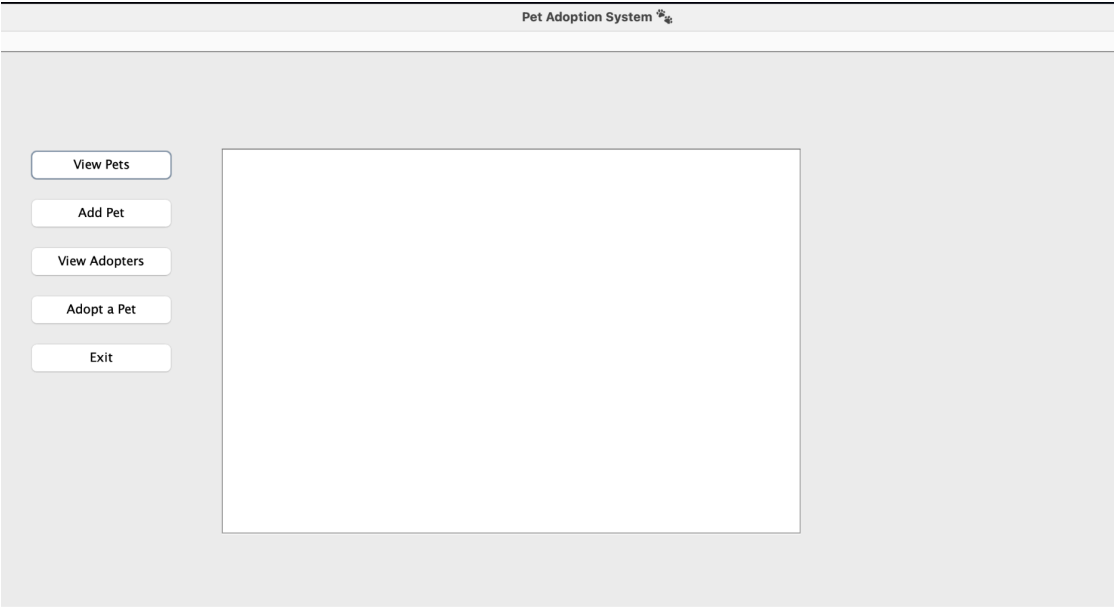 Pet Adoption System 🐾
View Pets
Add Pet
View Adopters
Adopt a Pet
Exit